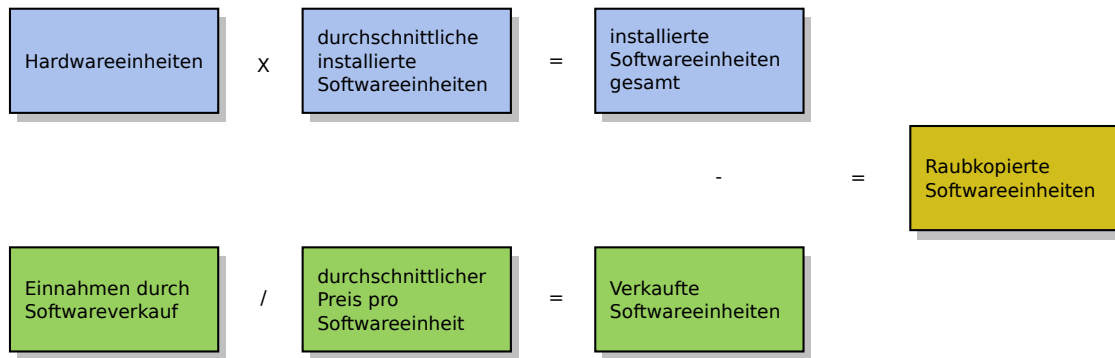 Hardwareeinheiten
X
durchschnittliche
installierte
Softwareeinheiten
=
installierte
Softwareeinheiten
gesamt
-
=
Raubkopierte
Softwareeinheiten
Einnahmen durch
Softwareverkauf
/
durchschnittlicher
Preis pro
Softwareeinheit
=
Verkaufte
Softwareeinheiten